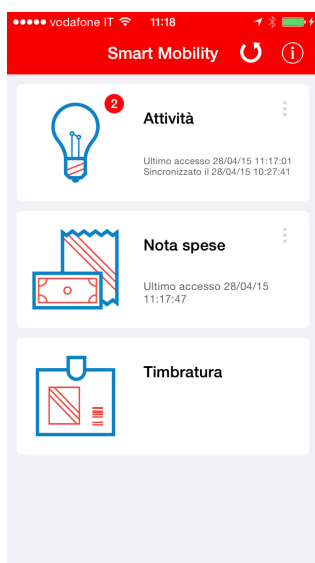 vodafone IT 11:18
Smart Mobility
2
Attività
Ultimo accesso 28/04/15 11:17:01
Sincronizzato il 28/04/15 10:27:41
Nota spese
Ultimo accesso 28/04/15
11:17:47
Timbratura